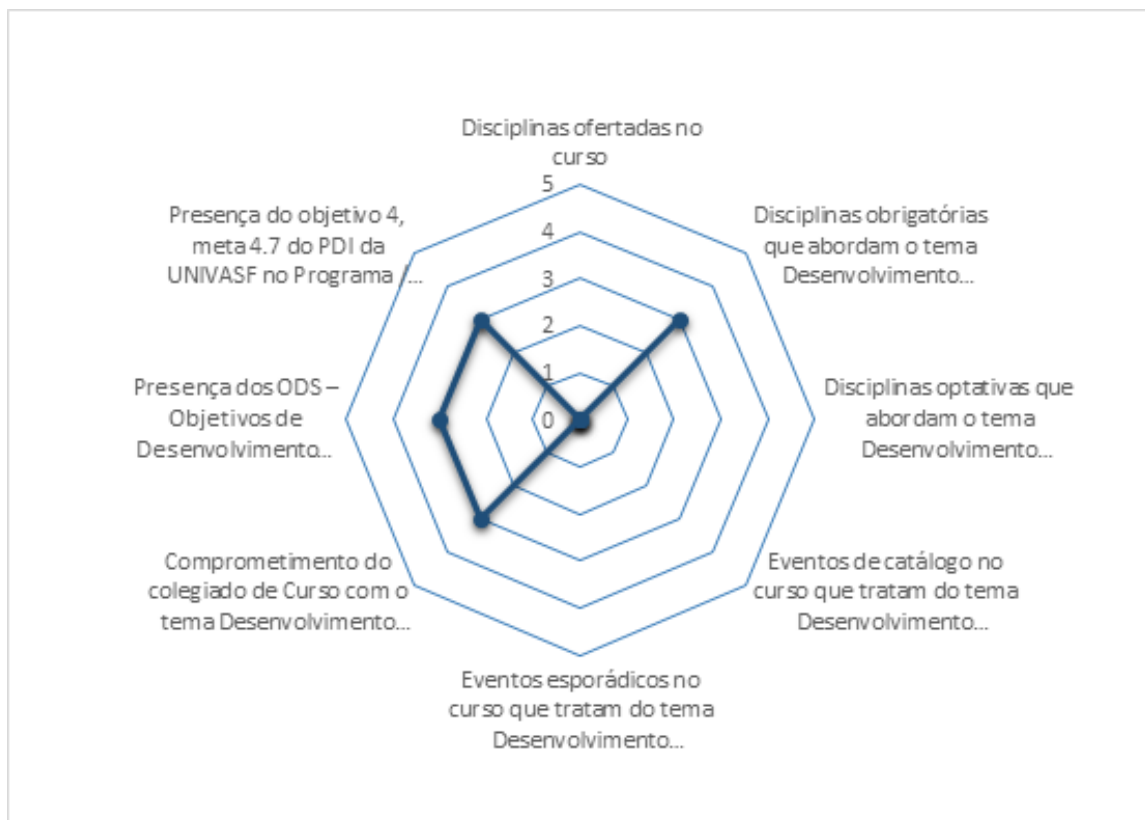 Disciplinas ofertadas no
curso
5
4
3
2
1
0
Disciplinas obrigatórias
que abordam o tema
Desenvolvimento...
Disciplinas optativas que
abordam o tema
Desenvolvimento...
Eventos de catálogo no
curso que tratam do tema
Desenvolvimento...
Eventos esporádicos no
curso que tratam do tema
Desenvolvimento...
Comprometimento do
colegiado de Curso com o
tema Desenvolvimento...
Presença dos ODS –
Objetivos de
Desenvolvimento...
Presença do objetivo 4,
meta 4.7 do PDI da
UNIVASF no Programa /...